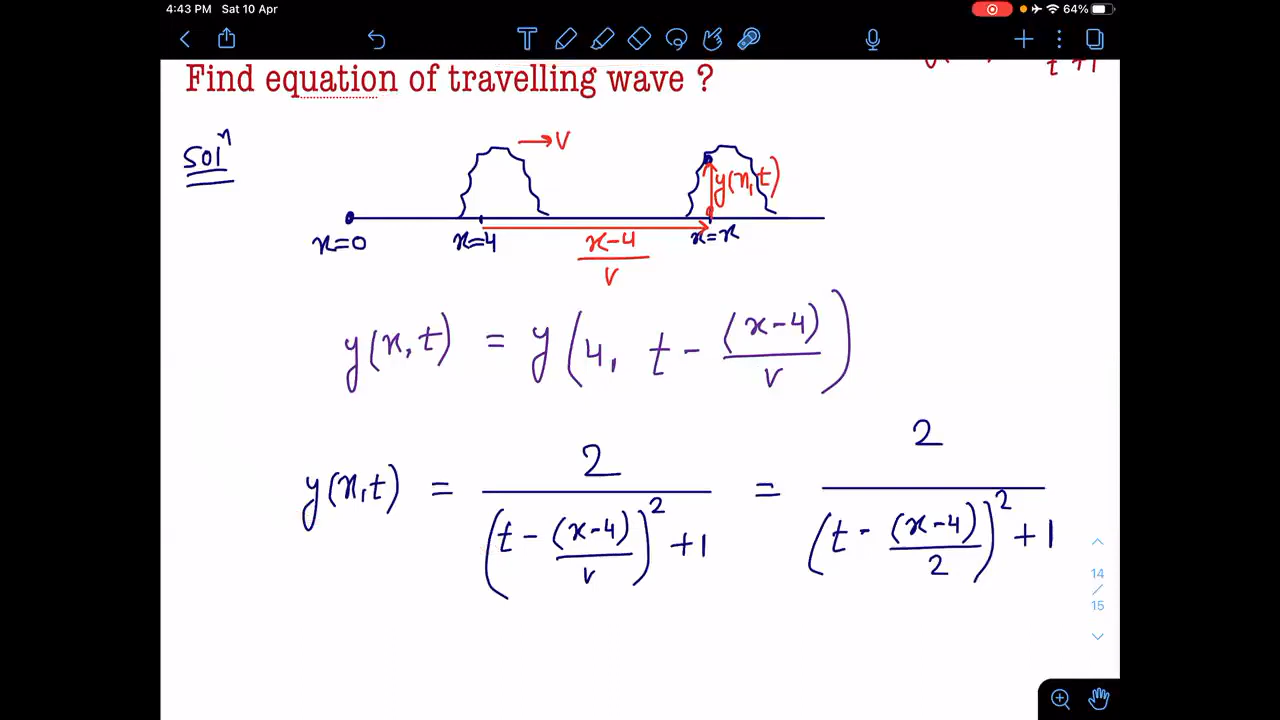 4:43 PM Sat 10 Apr
64%
t +1
Find equation of travelling wave ?
Solⁿ
→ V
y(x,t)
x=0
x=4
x-4
v
x=x
y(x,t) = y(4, t - (x-4)/v)
y(x,t) = 2/((t - (x-4)/v)² + 1) = 2/((t - (x-4)/2)² + 1)
14
/
15